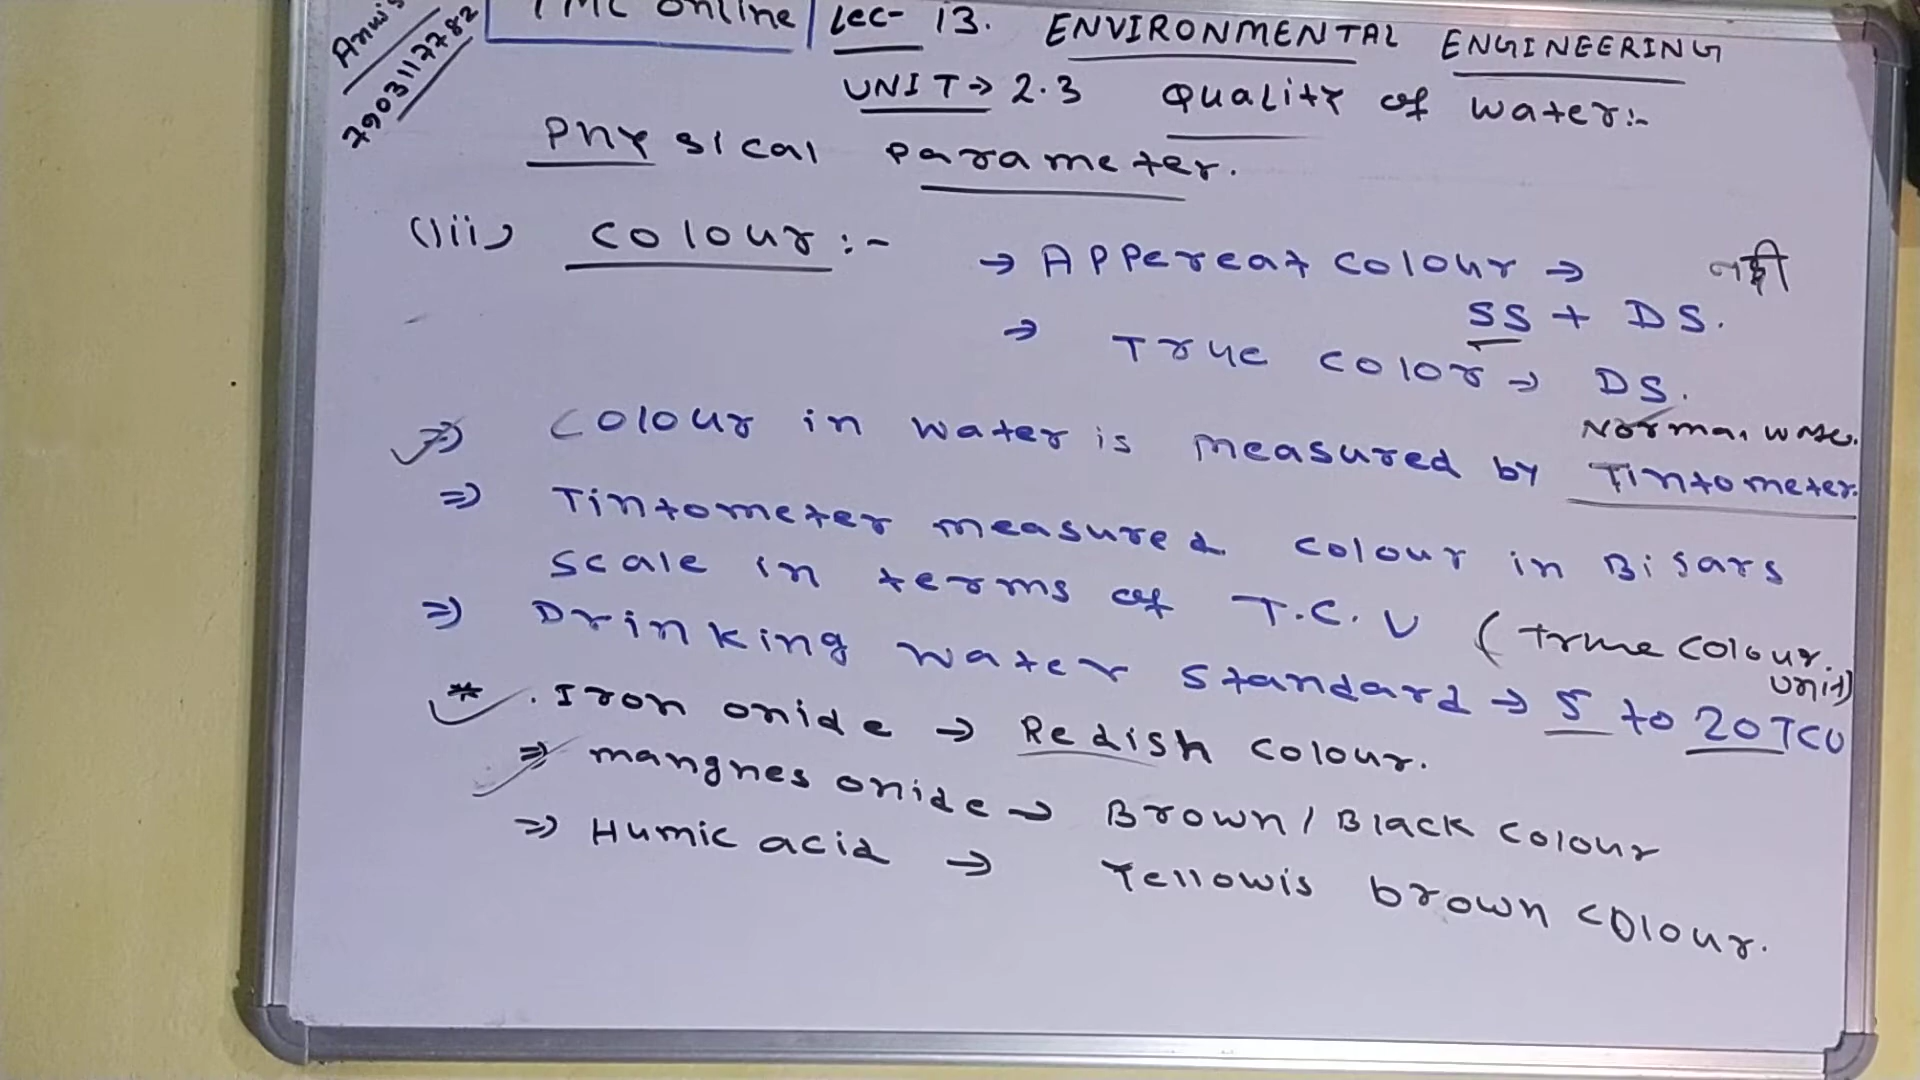 TMC online Lec- 13. ENVIRONMENTAL ENGINEERING
7903117782
UNIT → 2.3 Quality of water:-
Physical parameter.
(iii) Colour :-
→ Appereat colour → नदी
SS + DS.
→ True color → DS.
⇒ Colour in water is measured by Tintometer.
⇒ Tintometer measured colour in Bisars
scale in terms of T.C.U (true colour.
unit)
⇒ Drinking water standard → 5 to 20 TCU
* . Iron onide → Redish colour.
⇒ mangnes onide → Brown / Black colour
⇒ Humic acid → Yellowis brown colour.